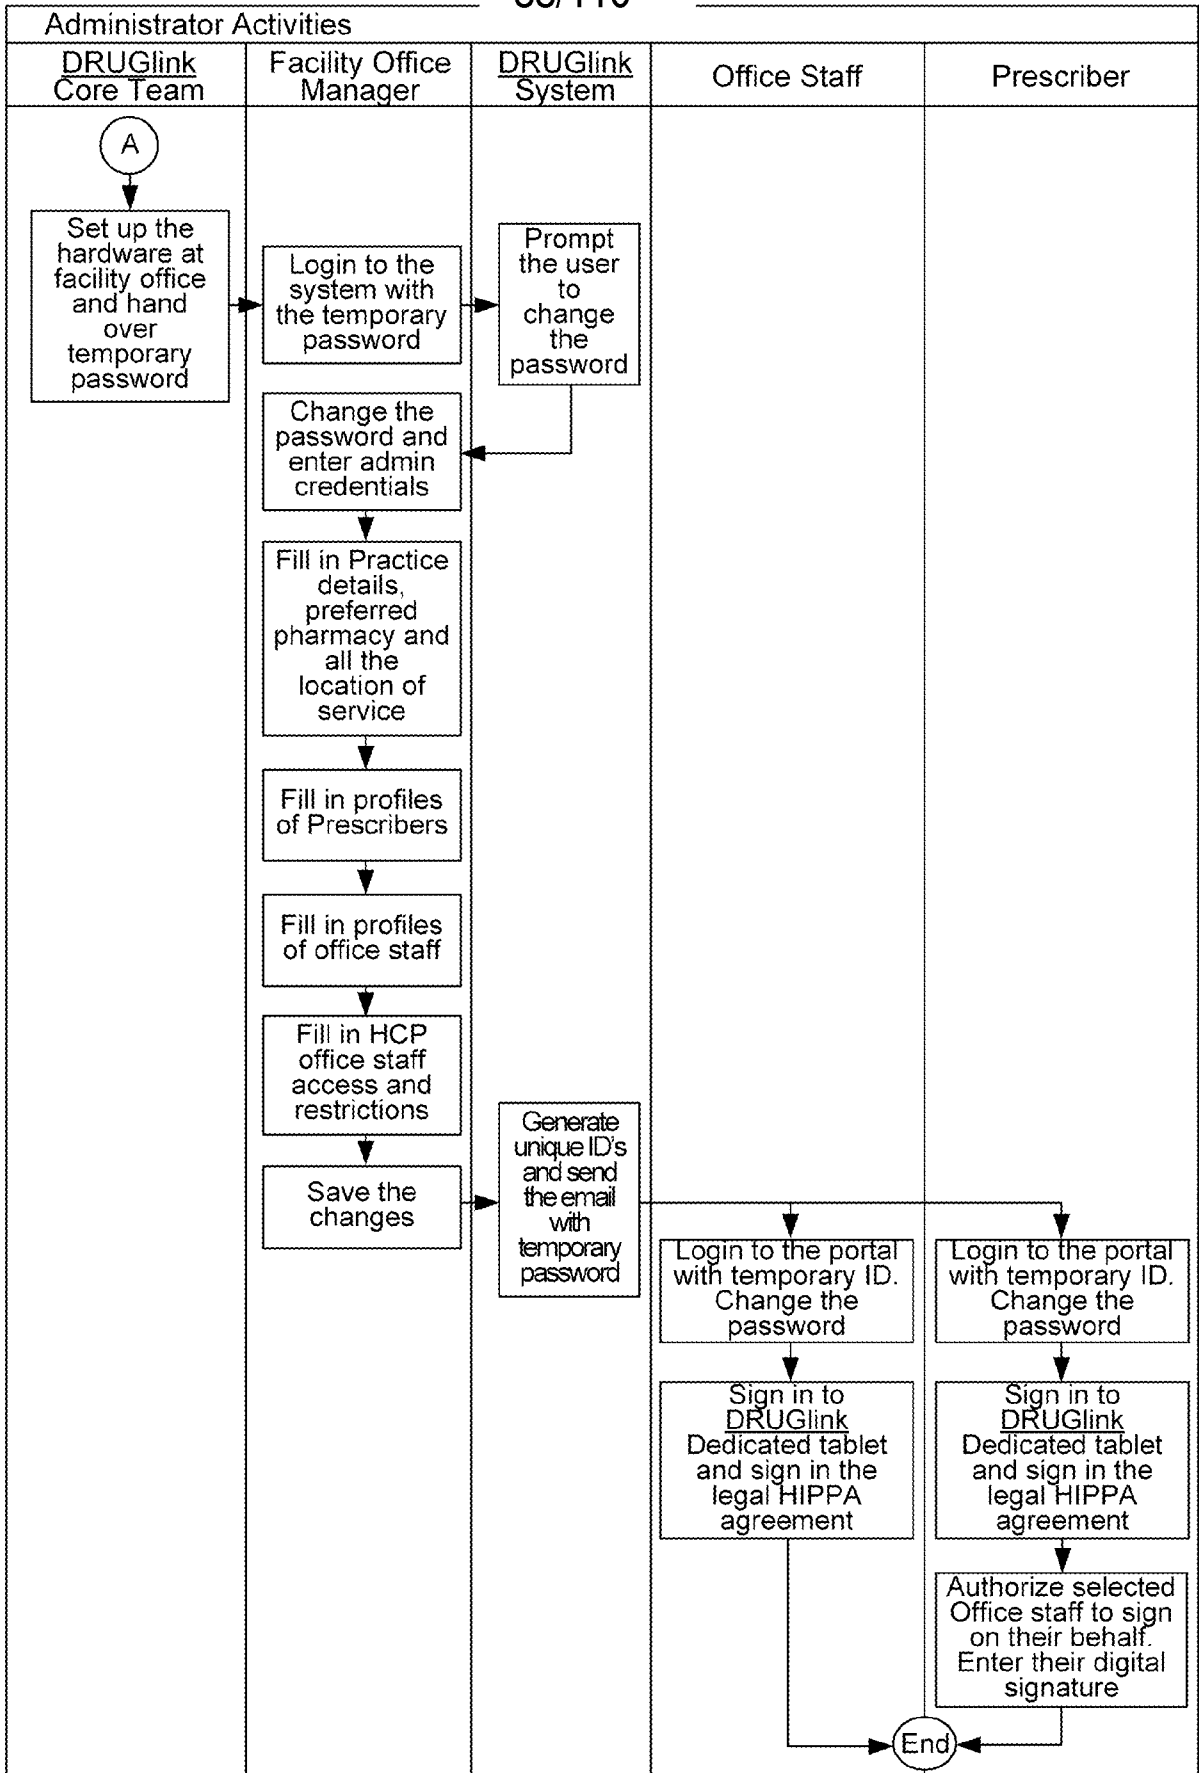 Administrator Activities
DRUGlink
Core Team
Facility Office
Manager
DRUGlink
System
Office Staff
Prescriber
A
Set up the
hardware at
facility office
and hand
over
temporary
password
Login to the
system with
the temporary
password
Prompt
the user
to
change
the
password
Change the
password and
enter admin
credentials
Fill in Practice
details,
preferred
pharmacy and
all the
location of
service
Fill in profiles
of Prescribers
Fill in profiles
of office staff
Fill in HCP
office staff
access and
restrictions
Save the
changes
Generate
unique ID's
and send
the email
with
temporary
password
Login to the portal
with temporary ID.
Change the
password
Login to the portal
with temporary ID.
Change the
password
Sign in to
DRUGlink
Dedicated tablet
and sign in the
legal HIPPA
agreement
Sign in to
DRUGlink
Dedicated tablet
and sign in the
legal HIPPA
agreement
Authorize selected
Office staff to sign
on their behalf.
Enter their digital
signature
End